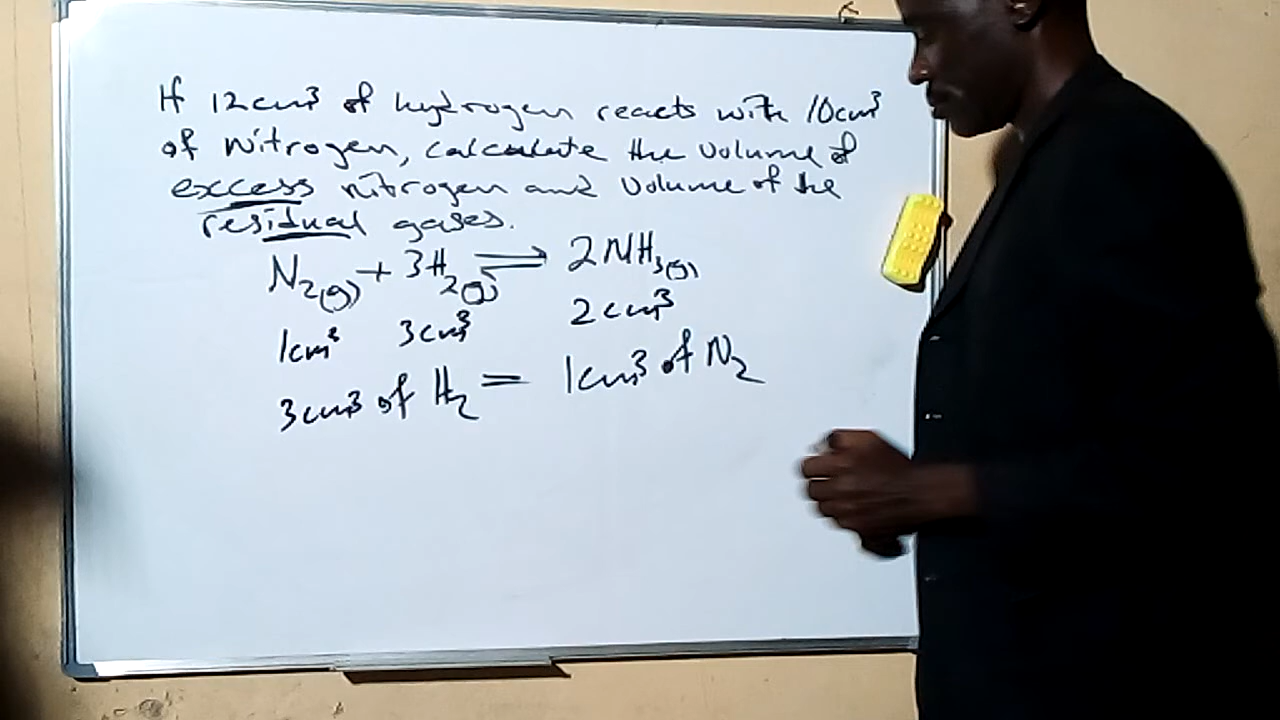 If 12cm³ of hydrogen reacts with 10cm³
of Nitrogen, calculate the volume of
excess nitrogen and volume of the
residual gases.
N₂(g) + 3H₂(g) ⇌ 2NH₃(g)
1cm³ 3cm³ 2cm³
3cm³ of H₂ = 1cm³ of N₂